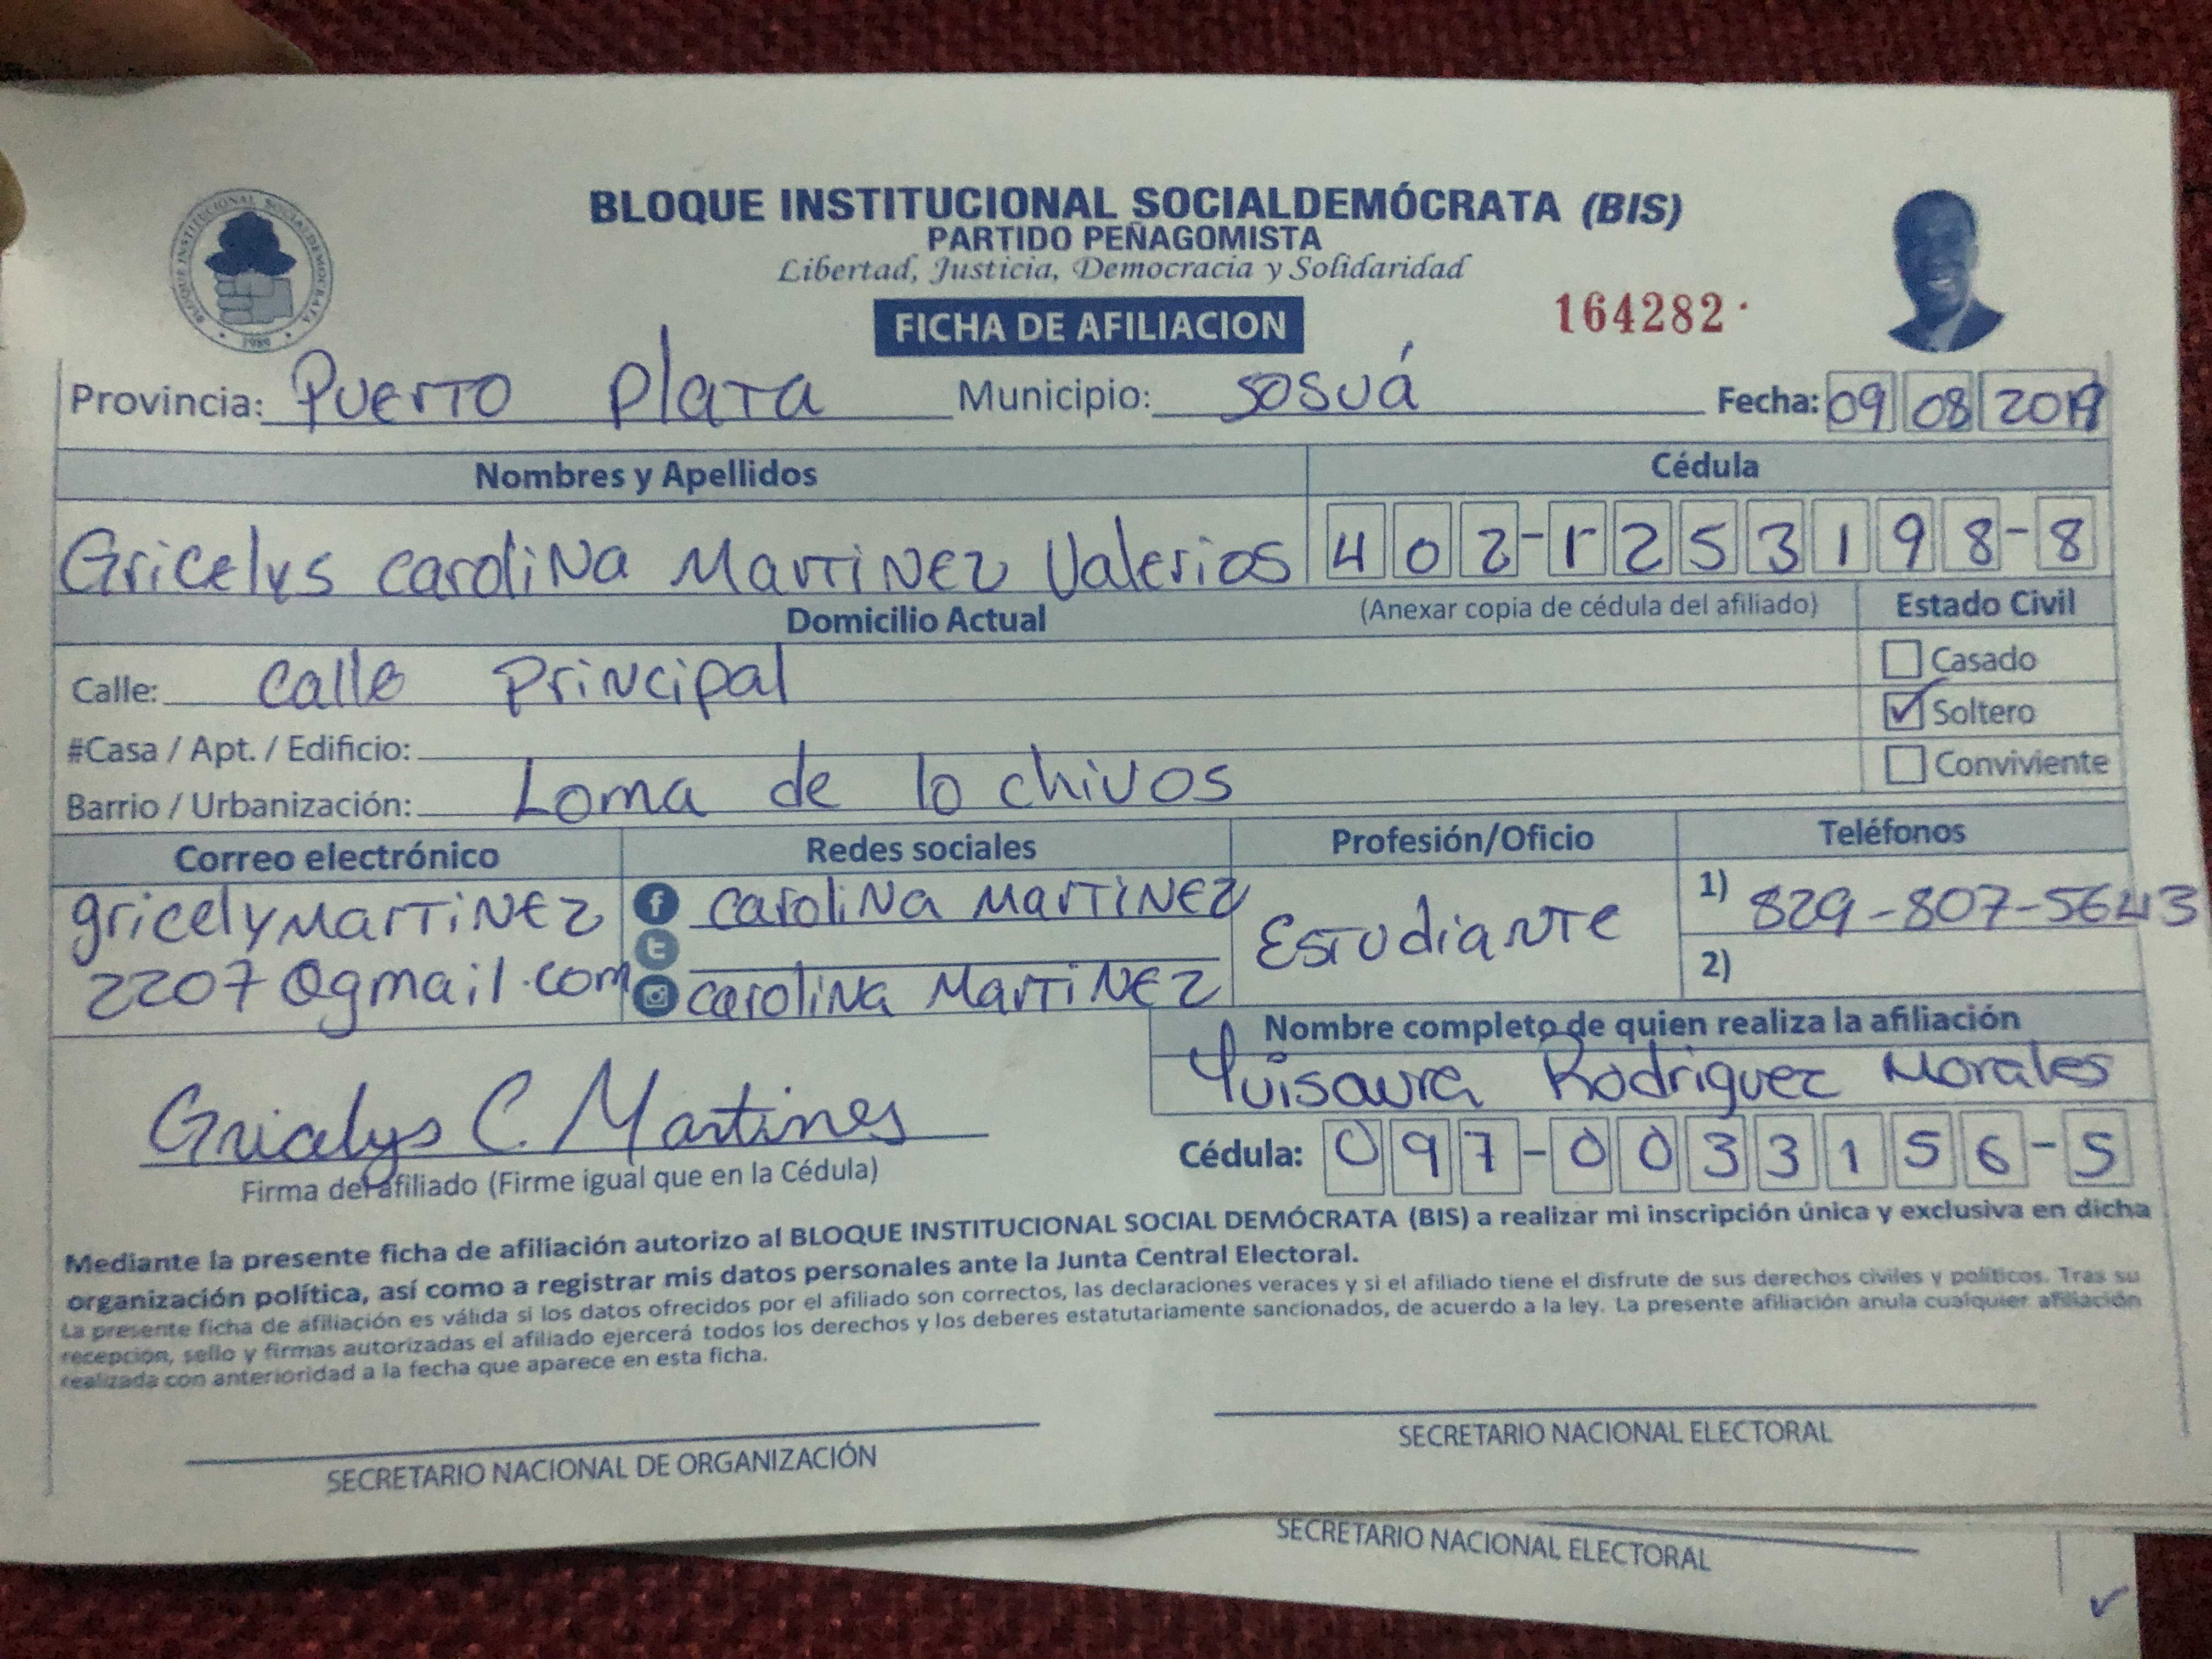 BLOQUE INSTITUCIONAL SOCIALDEMÓCRATA (BIS)
PARTIDO PEÑAGOMISTA
Libertad, Justicia, Democracia y Solidaridad
FICHA DE AFILIACION
164282
BLOQUE INSTITUCIONAL SOCIALDEMOCRATA
1989
Provincia: Puerto Plata Municipio: Sosuá Fecha: 09 08 2019
Nombres y Apellidos Cédula
Gricelys Carolina Martinez Valerios 402-1253198-8
Domicilio Actual (Anexar copia de cédula del afiliado) Estado Civil
Calle: Calle Principal
Casado
Soltero
#Casa / Apt. / Edificio:
Conviviente
Barrio / Urbanización: Loma de lo chivos
Correo electrónico Redes sociales Profesión/Oficio Teléfonos
gricelymartinez Carolina Martinez Estudiante 1) 829-807-5643
2207@gmail.com Carolina Martinez 2)
Nombre completo de quien realiza la afiliación
Yuisaura Rodriguez Morales
Gricelys C. Martines
Firma del afiliado (Firme igual que en la Cédula)
Cédula: 097-0033156-5
Mediante la presente ficha de afiliación autorizo al BLOQUE INSTITUCIONAL SOCIAL DEMÓCRATA (BIS) a realizar mi inscripción única y exclusiva en dicha
organización política, así como a registrar mis datos personales ante la Junta Central Electoral.
La presente ficha de afiliación es válida si los datos ofrecidos por el afiliado son correctos, las declaraciones veraces y si el afiliado tiene el disfrute de sus derechos civiles y políticos. Tras su
recepción, sello y firmas autorizadas el afiliado ejercerá todos los derechos y los deberes estatutariamente sancionados, de acuerdo a la ley. La presente afiliación anula cualquier afiliación
realizada con anterioridad a la fecha que aparece en esta ficha.
SECRETARIO NACIONAL DE ORGANIZACIÓN
SECRETARIO NACIONAL ELECTORAL
SECRETARIO NACIONAL ELECTORAL